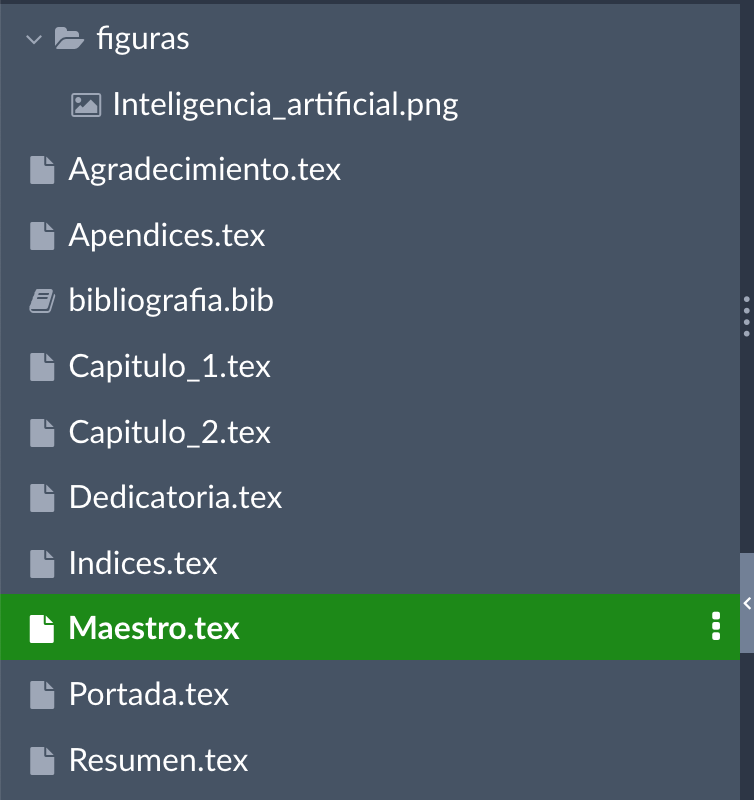 figuras
Inteligencia_artificial.png
Agradecimiento.tex
Apendices.tex
bibliografia.bib
Capitulo_1.tex
Capitulo_2.tex
Dedicatoria.tex
Indices.tex
Maestro.tex
Portada.tex
Resumen.tex